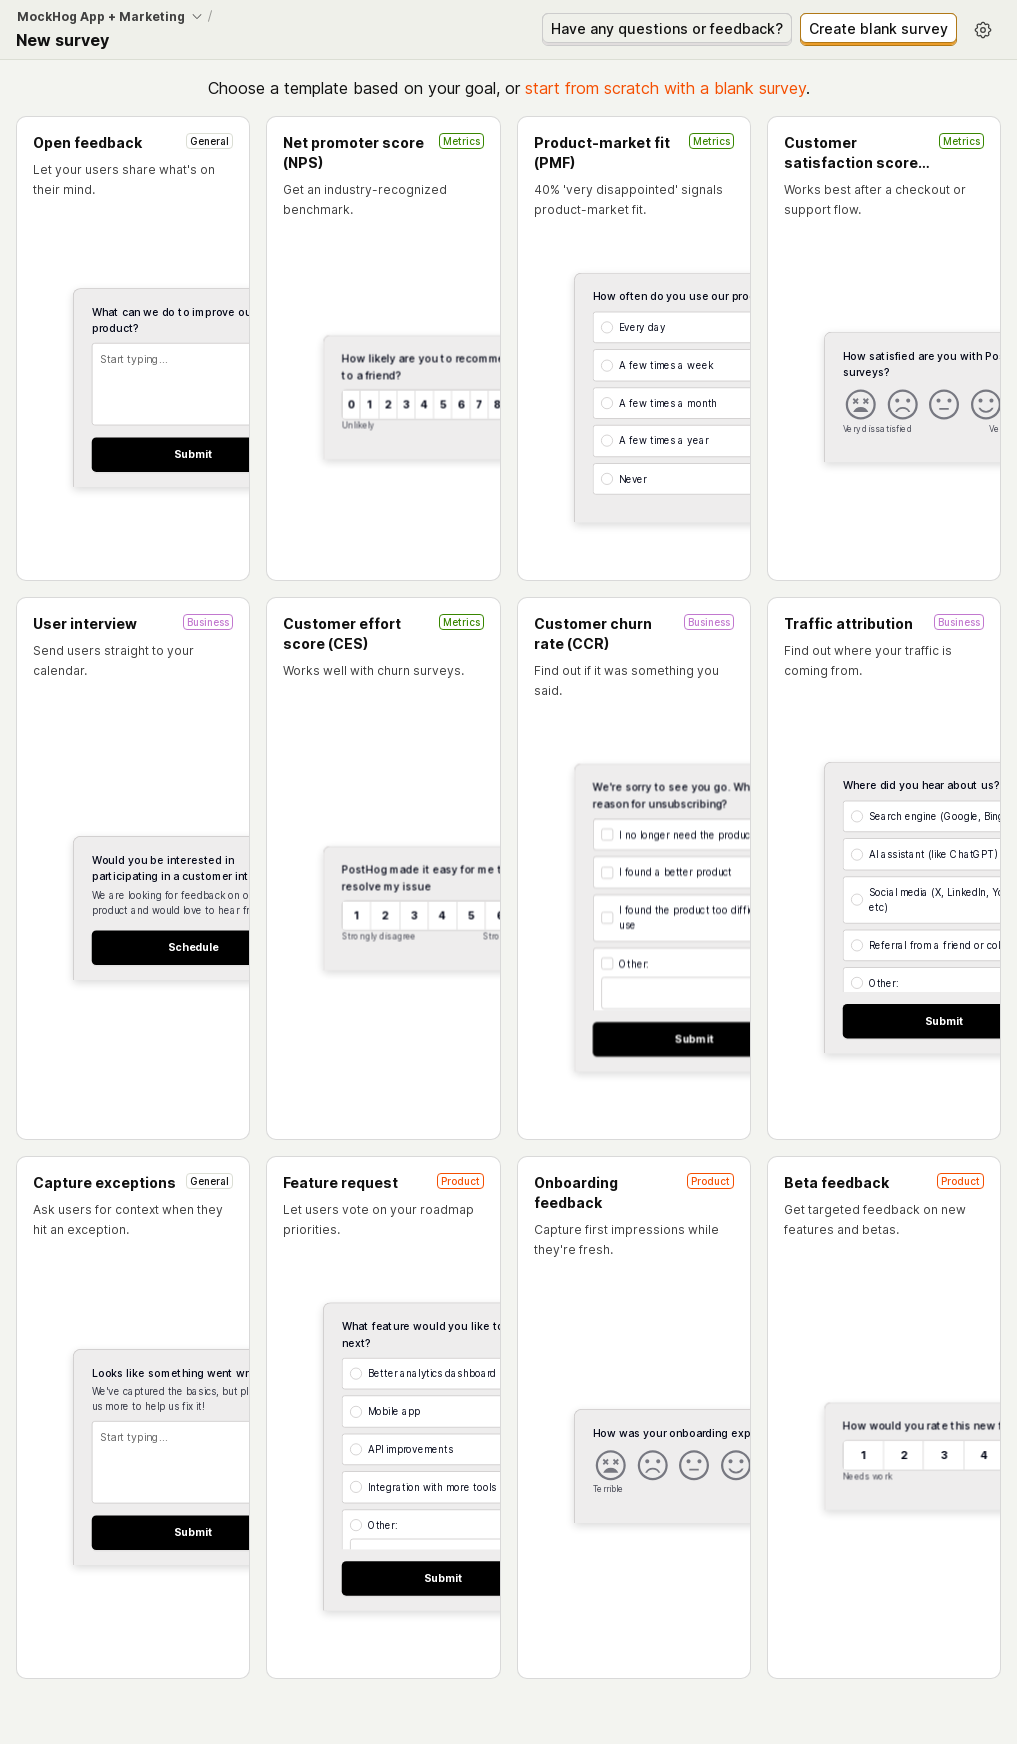 MockHog App + Marketing /
New survey
Have any questions or feedback?
Create blank survey
Choose a template based on your goal, or start from scratch with a blank survey.
Open feedback
General
Let your users share what's on
their mind.
What can we do to improve ou
product?
Start typing...
Submit
Net promoter score
(NPS)
Metrics
Get an industry-recognized
benchmark.
How likely are you to recomme
to a friend?
0 1 2 3 4 5 6 7 8
Unlikely
Product-market fit
(PMF)
Metrics
40% 'very disappointed' signals
product-market fit.
How often do you use our pro
Every day
A few times a week
A few times a month
A few times a year
Never
Customer
satisfaction score...
Metrics
Works best after a checkout or
support flow.
How satisfied are you with Po
surveys?
Very dissatisfied
Ve
User interview
Business
Send users straight to your
calendar.
Would you be interested in
participating in a customer int
We are looking for feedback on o
product and would love to hear fr
Schedule
Customer effort
score (CES)
Metrics
Works well with churn surveys.
PostHog made it easy for me t
resolve my issue
1 2 3 4 5 6
Strongly disagree
Stro
Customer churn
rate (CCR)
Business
Find out if it was something you
said.
We're sorry to see you go. Wh
reason for unsubscribing?
I no longer need the produc
I found a better product
I found the product too diffi
use
Other:
Submit
Traffic attribution
Business
Find out where your traffic is
coming from.
Where did you hear about us?
Search engine (Google, Bing
AI assistant (like ChatGPT)
Social media (X, LinkedIn, Yo
etc)
Referral from a friend or col
Other:
Submit
Capture exceptions
General
Ask users for context when they
hit an exception.
Looks like something went wr
We've captured the basics, but pl
us more to help us fix it!
Start typing...
Submit
Feature request
Product
Let users vote on your roadmap
priorities.
What feature would you like to
next?
Better analytics dashboard
Mobile app
API improvements
Integration with more tools
Other:
Submit
Onboarding
feedback
Product
Capture first impressions while
they're fresh.
How was your onboarding exp
Terrible
Beta feedback
Product
Get targeted feedback on new
features and betas.
How would you rate this new f
1 2 3 4
Needs work